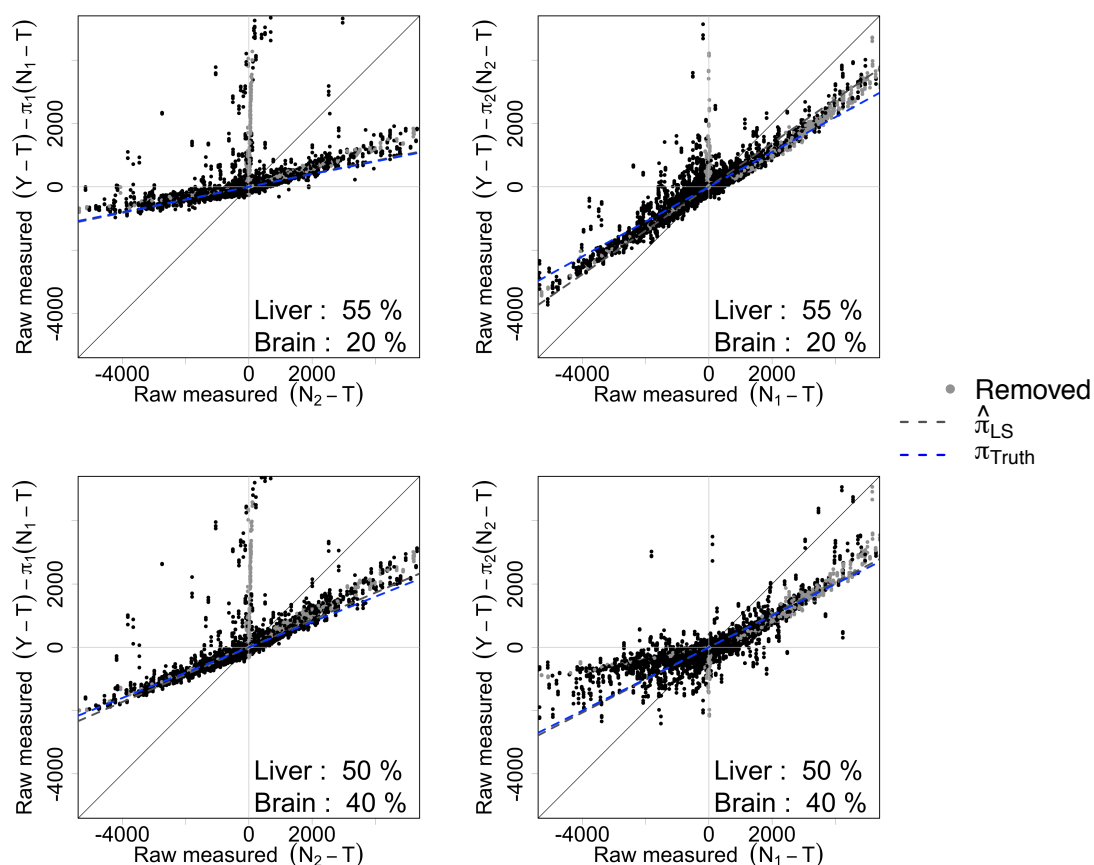 Raw measured (Y − T) − π₁(N₁ − T)
2000
0
-4000
Liver : 55 %
Brain : 20 %
-4000 0 2000
Raw measured (N₂ − T)
Raw measured (Y − T) − π₂(N₂ − T)
2000
0
-4000
Liver : 55 %
Brain : 20 %
-4000 0 2000
Raw measured (N₁ − T)
Removed
π̂LS
πTruth
Raw measured (Y − T) − π₁(N₁ − T)
2000
0
-4000
Liver : 50 %
Brain : 40 %
-4000 0 2000
Raw measured (N₂ − T)
Raw measured (Y − T) − π₂(N₂ − T)
2000
0
-4000
Liver : 50 %
Brain : 40 %
-4000 0 2000
Raw measured (N₁ − T)